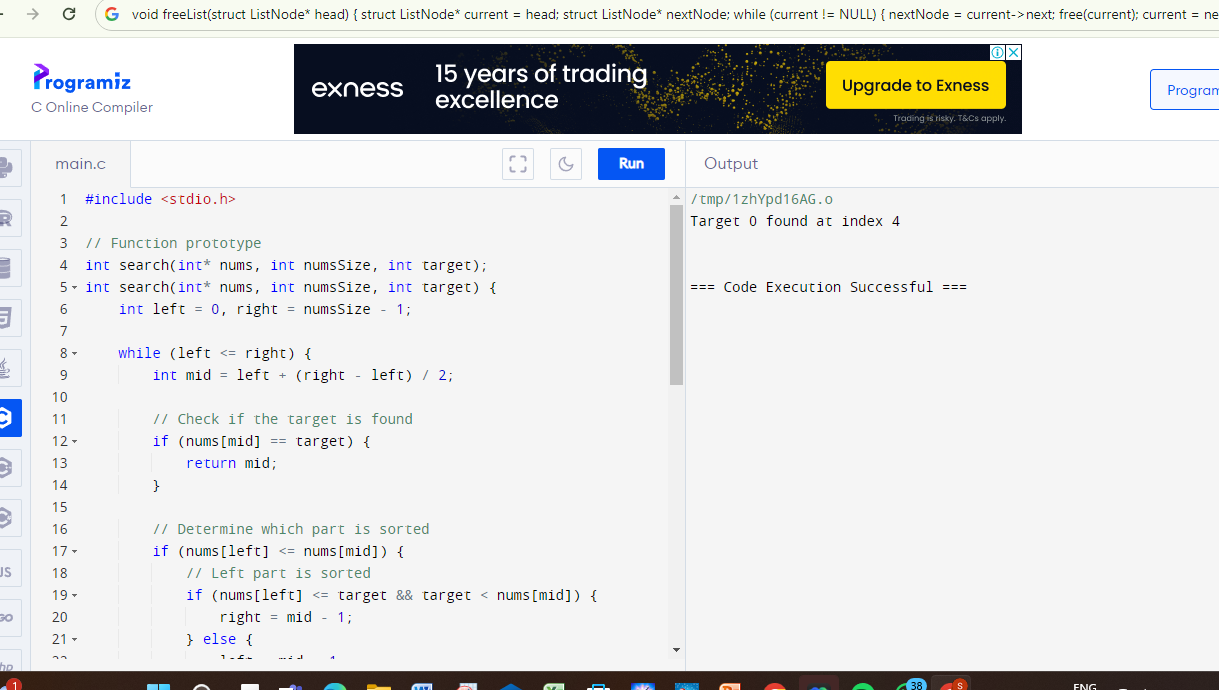 void freeList(struct ListNode* head) { struct ListNode* current = head; struct ListNode* nextNode; while (current != NULL) { nextNode = current->next; free(current); current = ne
Programiz
C Online Compiler
exness
15 years of trading
excellence
Upgrade to Exness
Trading is risky. T&Cs apply.
Program
main.c
Run
Output
1 #include <stdio.h>
2
3 // Function prototype
4 int search(int* nums, int numsSize, int target);
5 int search(int* nums, int numsSize, int target) {
6 int left = 0, right = numsSize - 1;
7
8 while (left <= right) {
9 int mid = left + (right - left) / 2;
10
11 // Check if the target is found
12 if (nums[mid] == target) {
13 return mid;
14 }
15
16 // Determine which part is sorted
17 if (nums[left] <= nums[mid]) {
18 // Left part is sorted
19 if (nums[left] <= target && target < nums[mid]) {
20 right = mid - 1;
21 } else {
/tmp/1zhYpd16AG.o
Target 0 found at index 4
=== Code Execution Successful ===
JS
GO
php
1
38
S
ENG